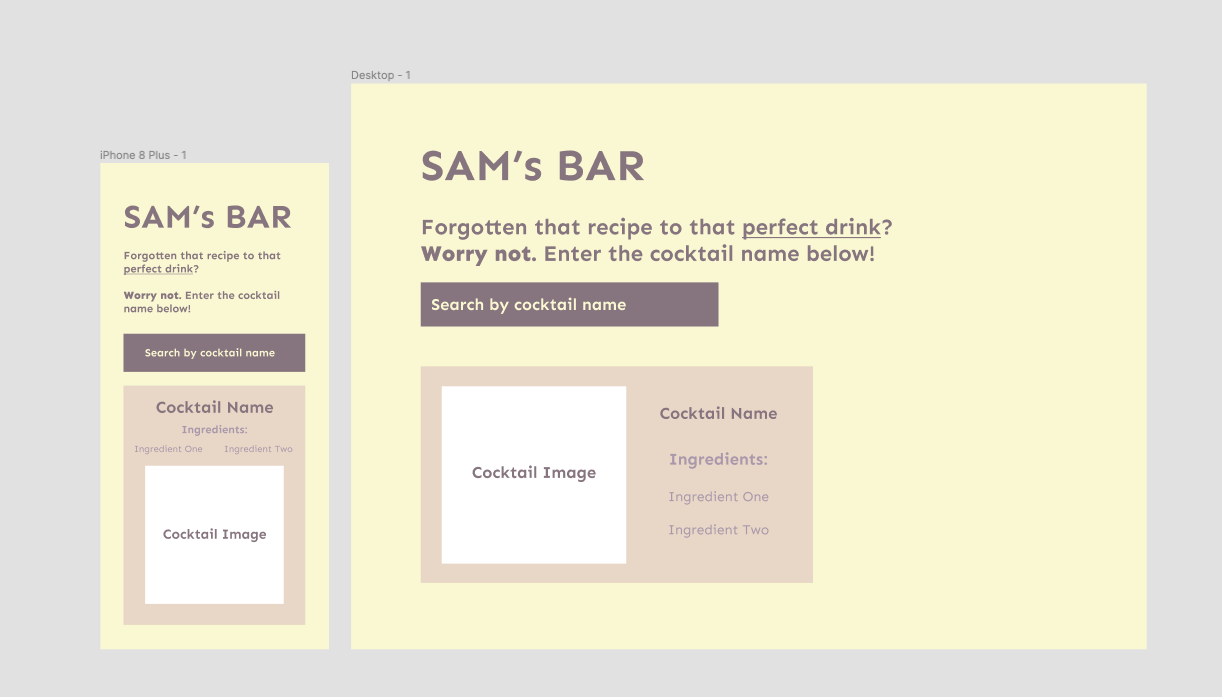 iPhone 8 Plus - 1
SAM's BAR
Forgotten that recipe to that
perfect drink?
Worry not. Enter the cocktail
name below!
Search by cocktail name
Cocktail Name
Ingredients:
Ingredient One
Ingredient Two
Cocktail Image
Desktop - 1
SAM's BAR
Forgotten that recipe to that perfect drink?
Worry not. Enter the cocktail name below!
Search by cocktail name
Cocktail Image
Cocktail Name
Ingredients:
Ingredient One
Ingredient Two